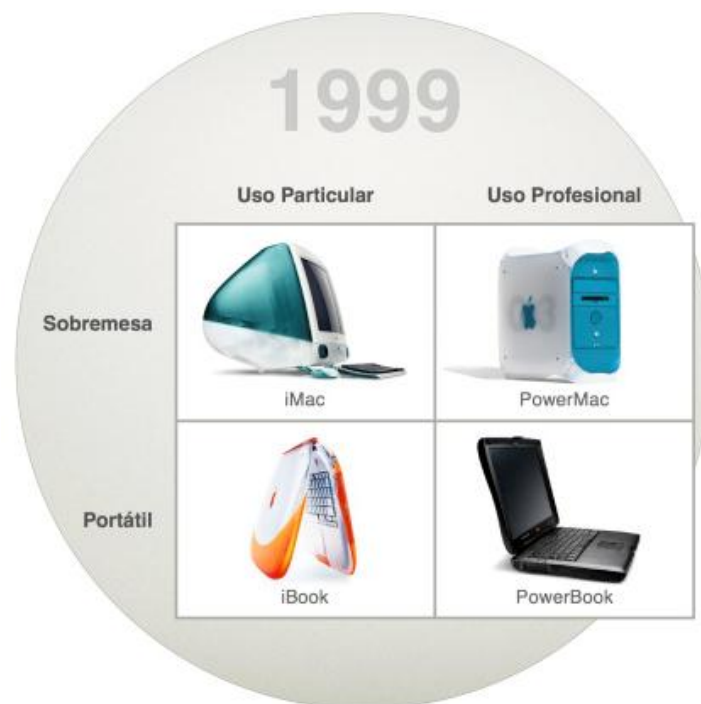 1999
Uso Particular
Uso Profesional
Sobremesa
iMac
PowerMac
Portátil
iBook
PowerBook